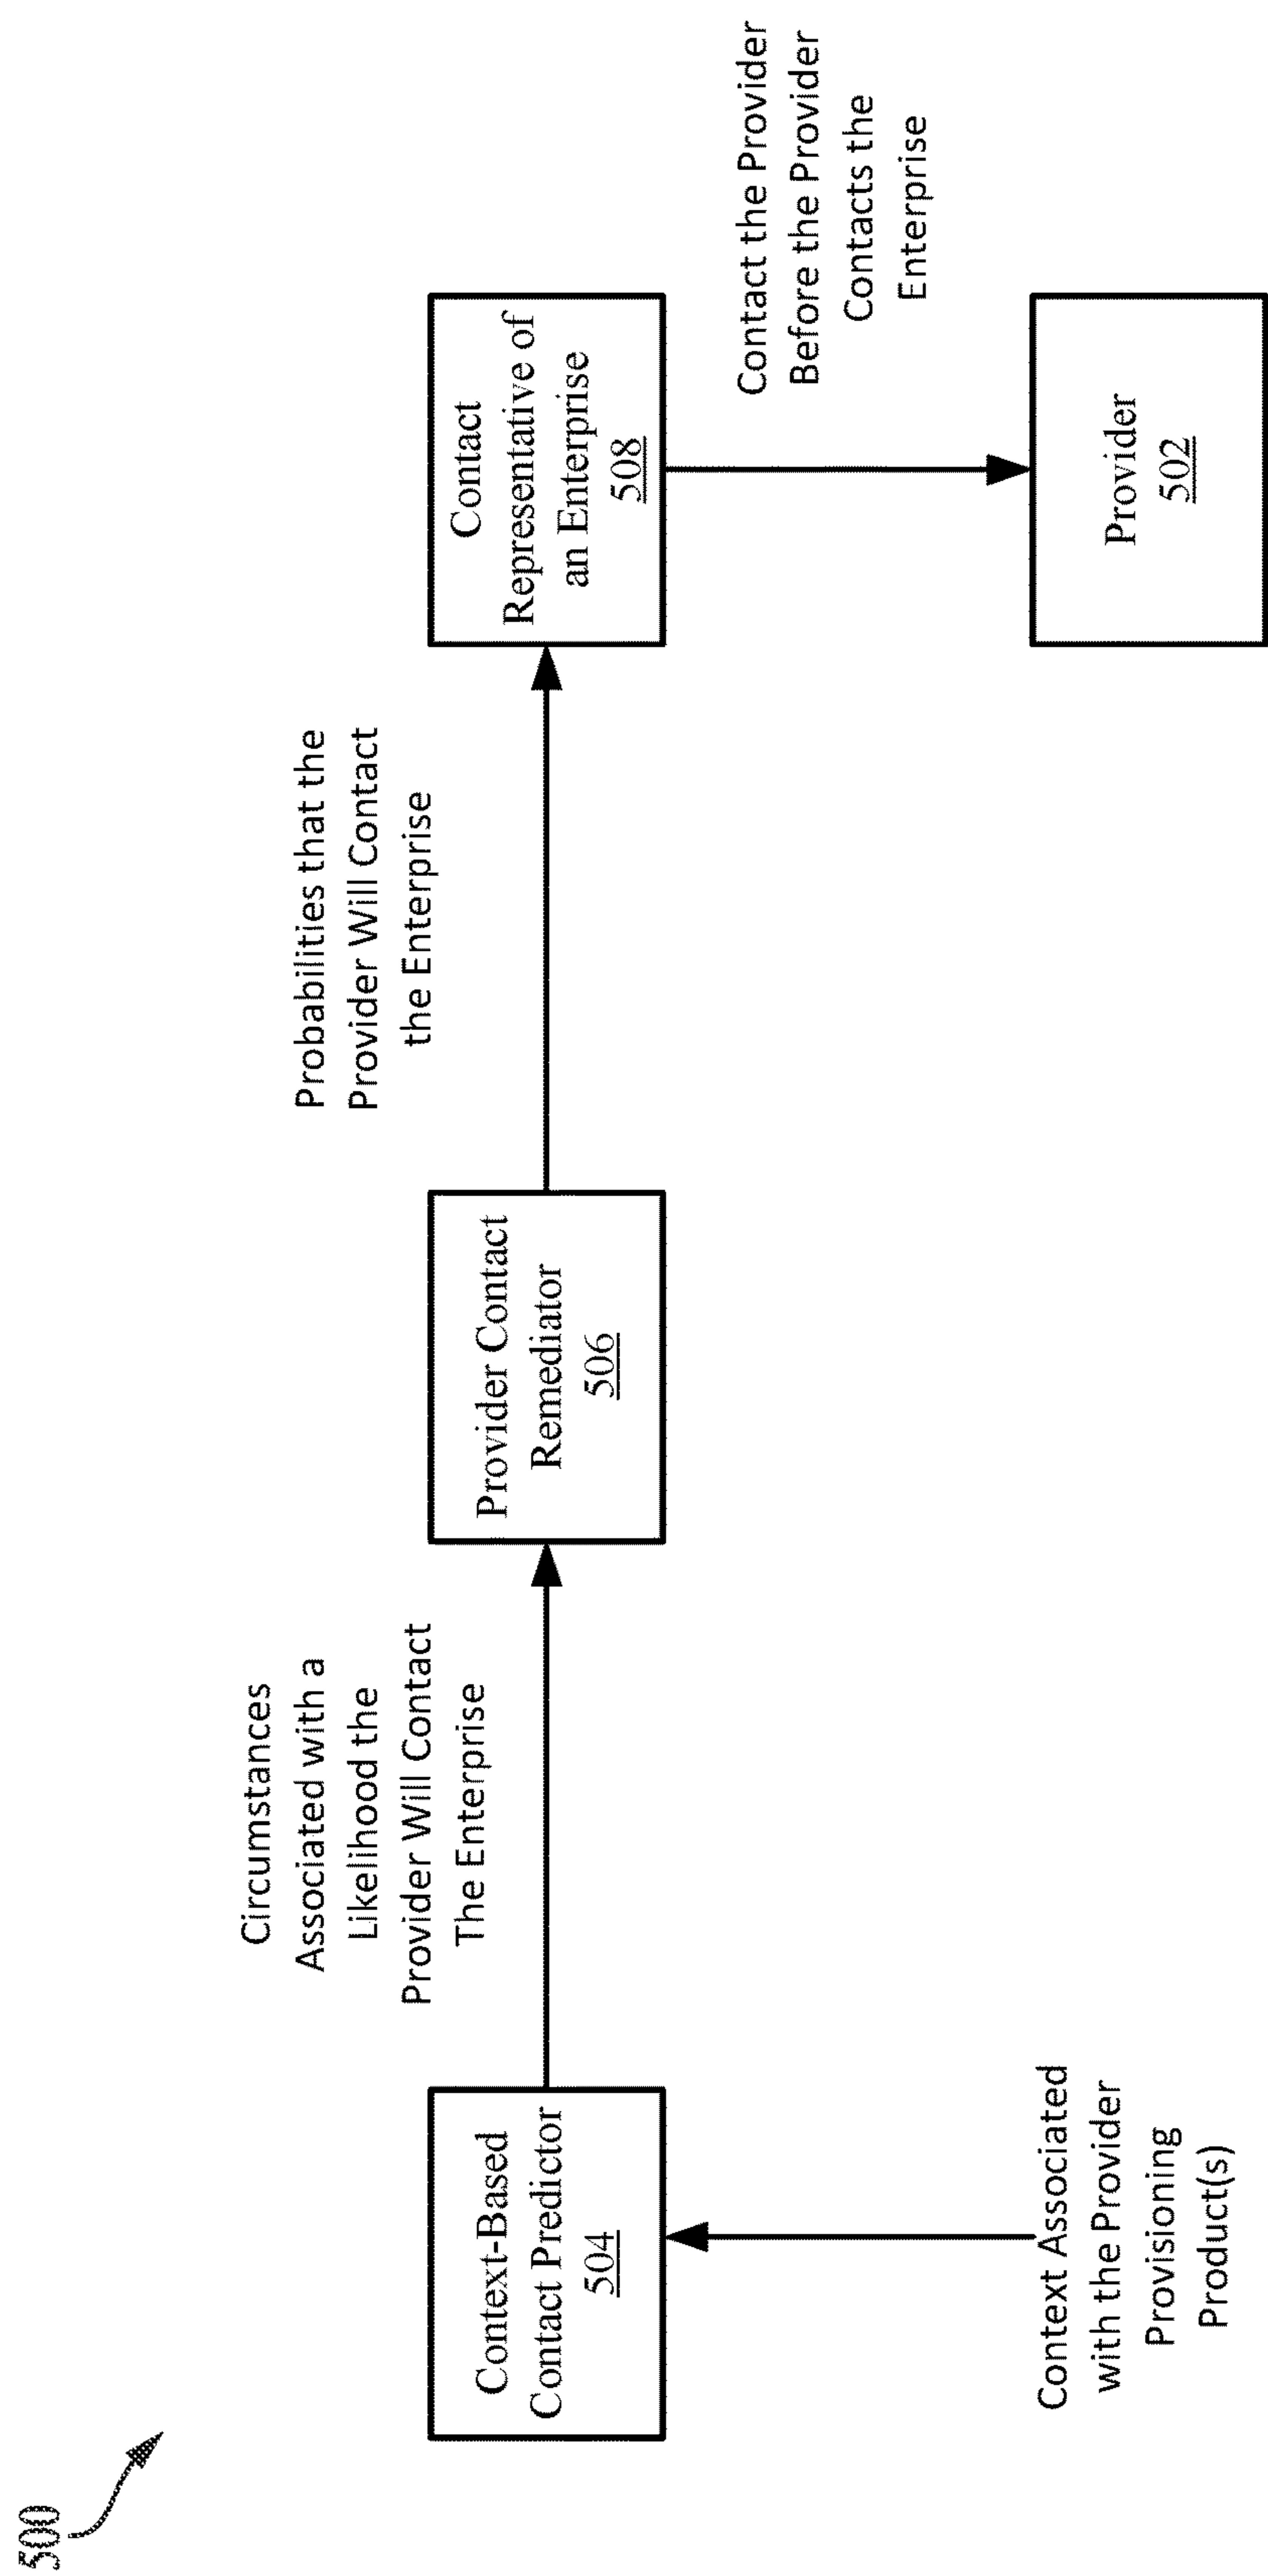 500
Circumstances
Associated with a
Likelihood the
Provider Will Contact
The Enterprise
Probabilities that the
Provider Will Contact
the Enterprise
Context-Based
Contact Predictor
504
Provider Contact
Remediator
506
Contact
Representative of
an Enterprise
508
Contact the Provider
Before the Provider
Contacts the
Enterprise
Context Associated
with the Provider
Provisioning
Product(s)
Provider
502